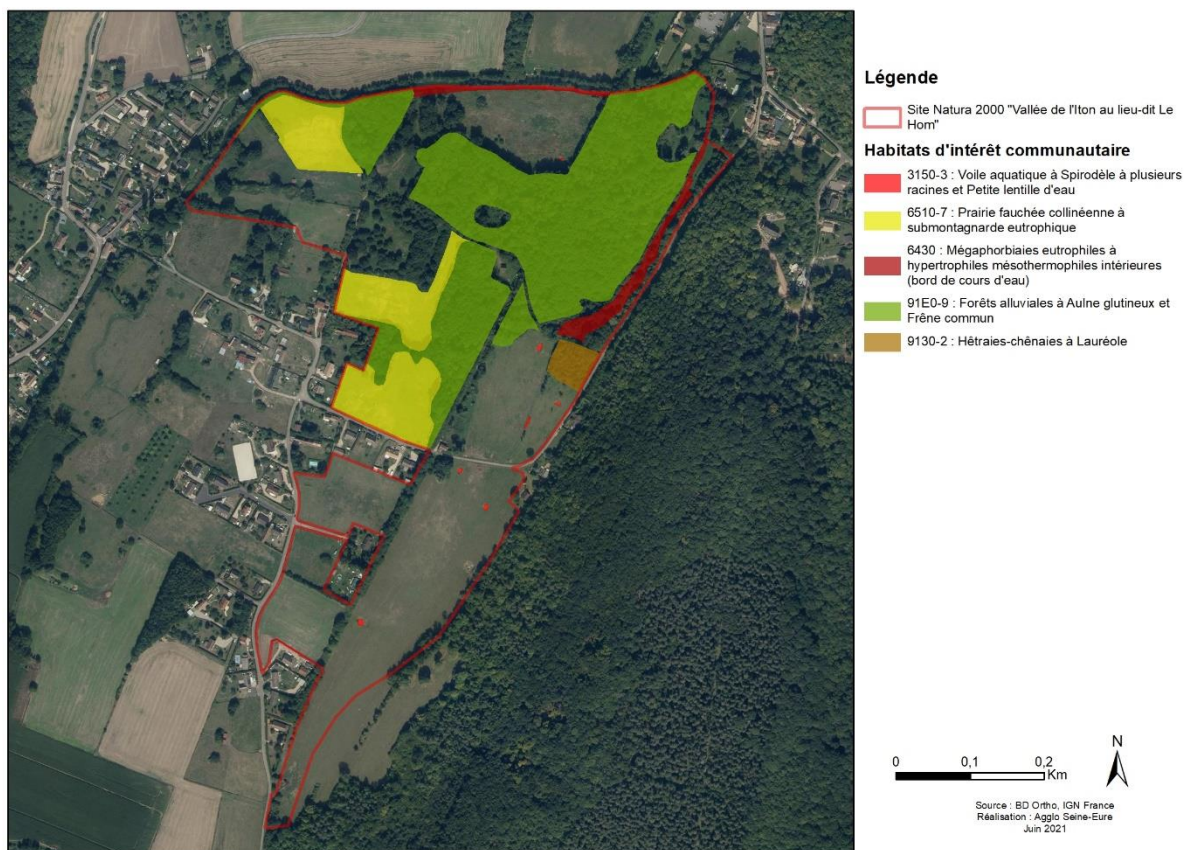 Légende
Site Natura 2000 "Vallée de l'Iton au lieu-dit Le
Hom"
Habitats d'intérêt communautaire
3150-3 : Voile aquatique à Spirodèle à plusieurs
racines et Petite lentille d'eau
6510-7 : Prairie fauchée collinéenne à
submontagnarde eutrophique
6430 : Mégaphorbiaies eutrophiles à
hypertrophiles mésothermophiles intérieures
(bord de cours d'eau)
91E0-9 : Forêts alluviales à Aulne glutineux et
Frêne commun
9130-2 : Hêtraies-chênaies à Lauréole
0 0,1 0,2
Km
N
Source : BD Ortho, IGN France
Réalisation : Agglo Seine-Eure
Juin 2021